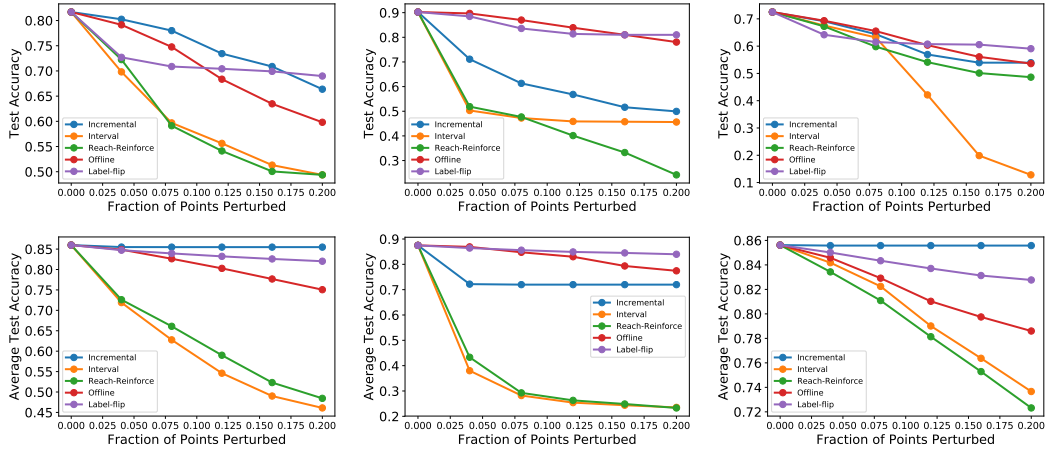 Test Accuracy
0.80
0.75
0.70
0.65
0.60
0.55
0.50
Incremental
Interval
Reach-Reinforce
Offline
Label-flip
0.000 0.025 0.050 0.075 0.100 0.125 0.150 0.175 0.200
Fraction of Points Perturbed
Test Accuracy
0.9
0.8
0.7
0.6
0.5
0.4
0.3
Incremental
Interval
Reach-Reinforce
Offline
Label-flip
0.000 0.025 0.050 0.075 0.100 0.125 0.150 0.175 0.200
Fraction of Points Perturbed
Test Accuracy
0.7
0.6
0.5
0.4
0.3
0.2
0.1
Incremental
Interval
Reach-Reinforce
Offline
Label-flip
0.000 0.025 0.050 0.075 0.100 0.125 0.150 0.175 0.200
Fraction of Points Perturbed
Average Test Accuracy
0.85
0.80
0.75
0.70
0.65
0.60
0.55
0.50
0.45
Incremental
Interval
Reach-Reinforce
Offline
Label-flip
0.000 0.025 0.050 0.075 0.100 0.125 0.150 0.175 0.200
Fraction of Points Perturbed
Average Test Accuracy
0.9
0.8
0.7
0.6
0.5
0.4
0.3
0.2
Incremental
Interval
Reach-Reinforce
Offline
Label-flip
0.000 0.025 0.050 0.075 0.100 0.125 0.150 0.175 0.200
Fraction of Points Perturbed
Average Test Accuracy
0.86
0.84
0.82
0.80
0.78
0.76
0.74
0.72
Incremental
Interval
Reach-Reinforce
Offline
Label-flip
0.000 0.025 0.050 0.075 0.100 0.125 0.150 0.175 0.200
Fraction of Points Perturbed